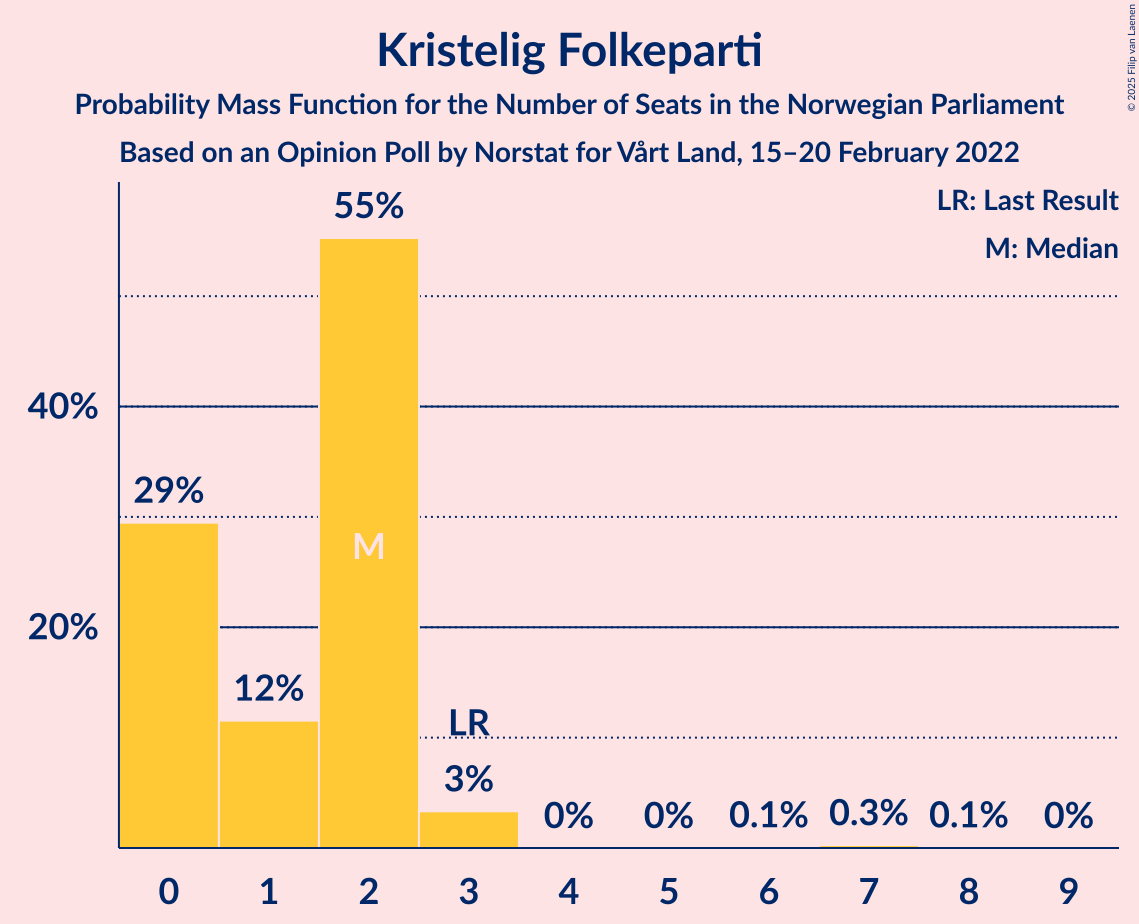 Kristelig Folkeparti
Probability Mass Function for the Number of Seats in the Norwegian Parliament
Based on an Opinion Poll by Norstat for Vårt Land, 15–20 February 2022
© 2025 Filip van Laenen
LR: Last Result
M: Median
55%
40%
29%
M
20%
12%
LR
3%
0%
0%
0.1%
0.3%
0.1%
0%
0 1 2 3 4 5 6 7 8 9